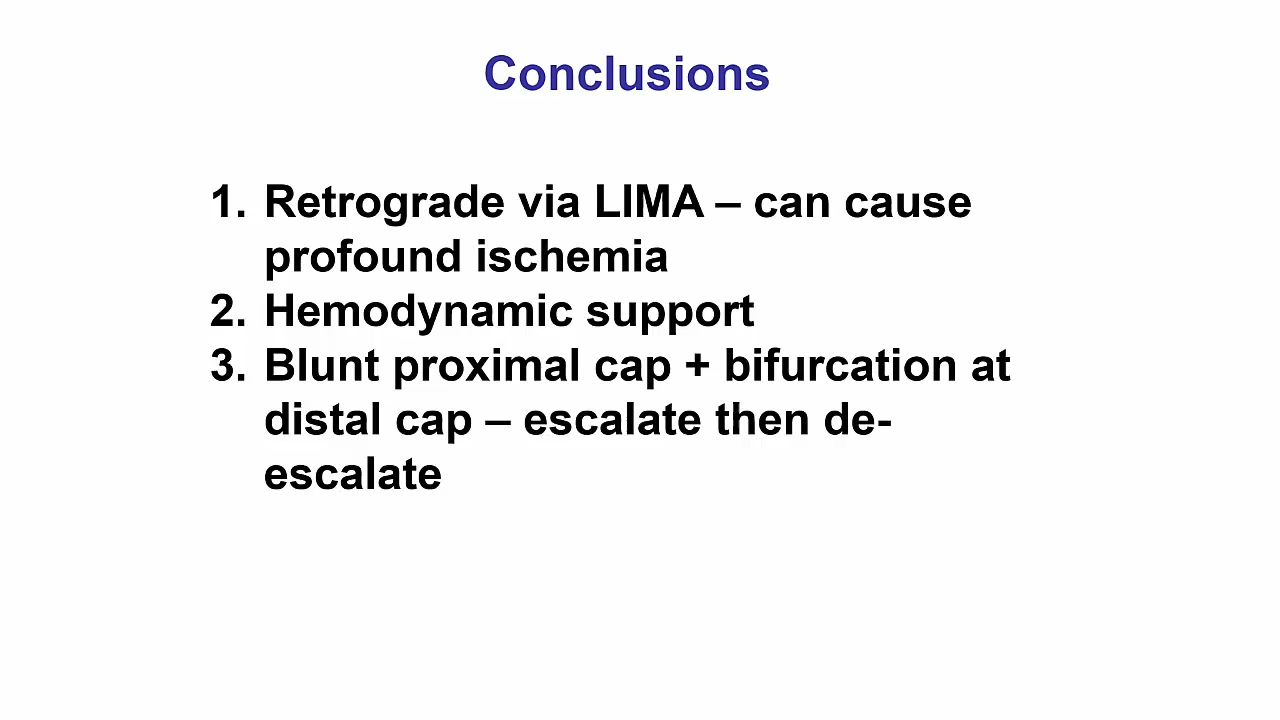 Conclusions
1. Retrograde via LIMA – can cause
profound ischemia
2. Hemodynamic support
3. Blunt proximal cap + bifurcation at
distal cap – escalate then de-
escalate